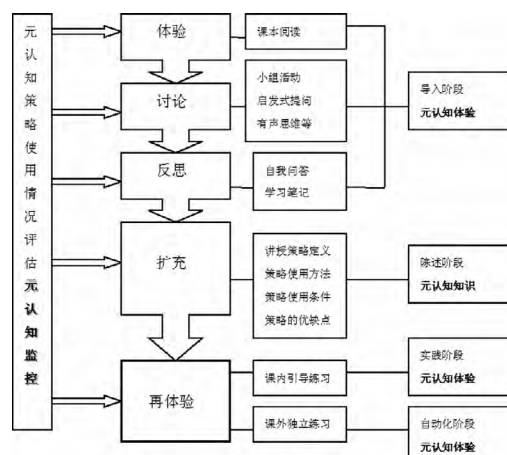 元认知策略使用情况评估元认知监控
体验
课本阅读
讨论
小组活动
启发式提问
有声思维等
导入阶段
元认知体验
反思
自我问答
学习笔记
扩充
讲授策略定义
策略使用方法
策略使用条件
策略的优缺点
陈述阶段
元认知知识
再体验
课内引导练习
实践阶段
元认知体验
课外独立练习
自动化阶段
元认知体验